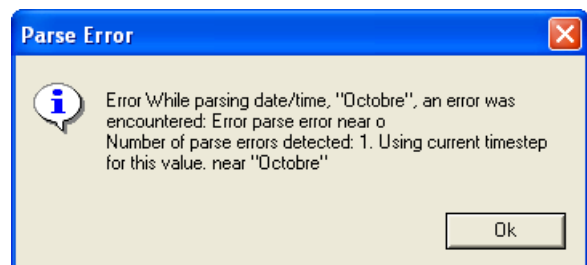 Parse Error
Error While parsing date/time, "Octobre", an error was
encountered: Error parse error near o
Number of parse errors detected: 1. Using current timestep
for this value. near "Octobre"
Ok